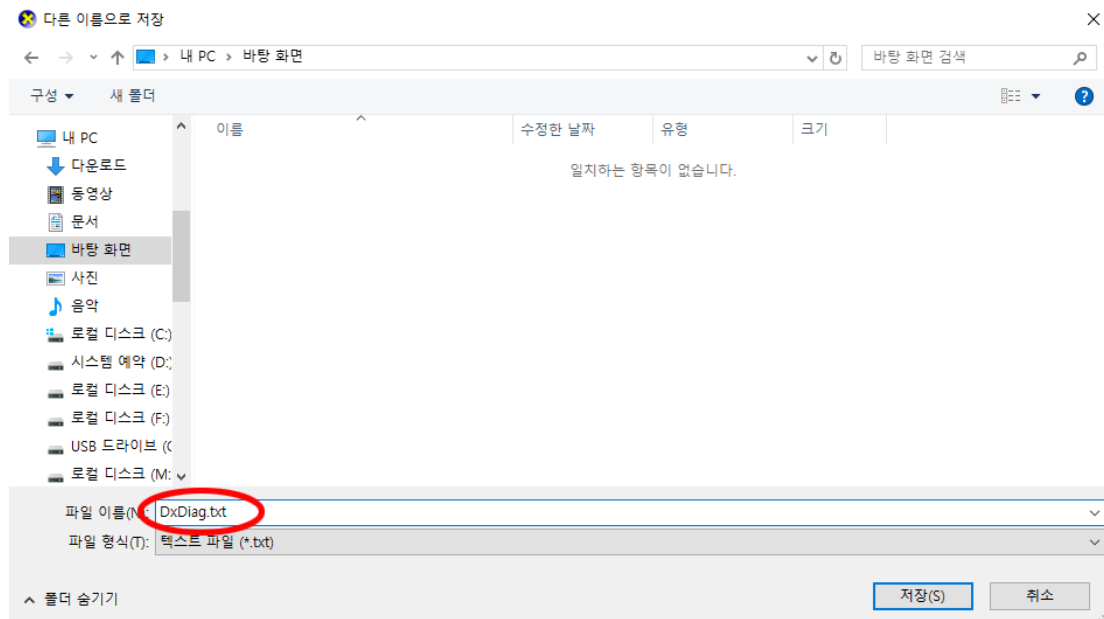 다른 이름으로 저장
내 PC › 바탕 화면
바탕 화면 검색
구성
새 폴더
이름
수정한 날짜
유형
크기
일치하는 항목이 없습니다.
내 PC
다운로드
동영상
문서
바탕 화면
사진
음악
로컬 디스크 (C:)
시스템 예약 (D:)
로컬 디스크 (E:)
로컬 디스크 (F:)
USB 드라이브 (
로컬 디스크 (M:
파일 이름(N): DxDiag.txt
파일 형식(T): 텍스트 파일 (*.txt)
폴더 숨기기
저장(S)
취소